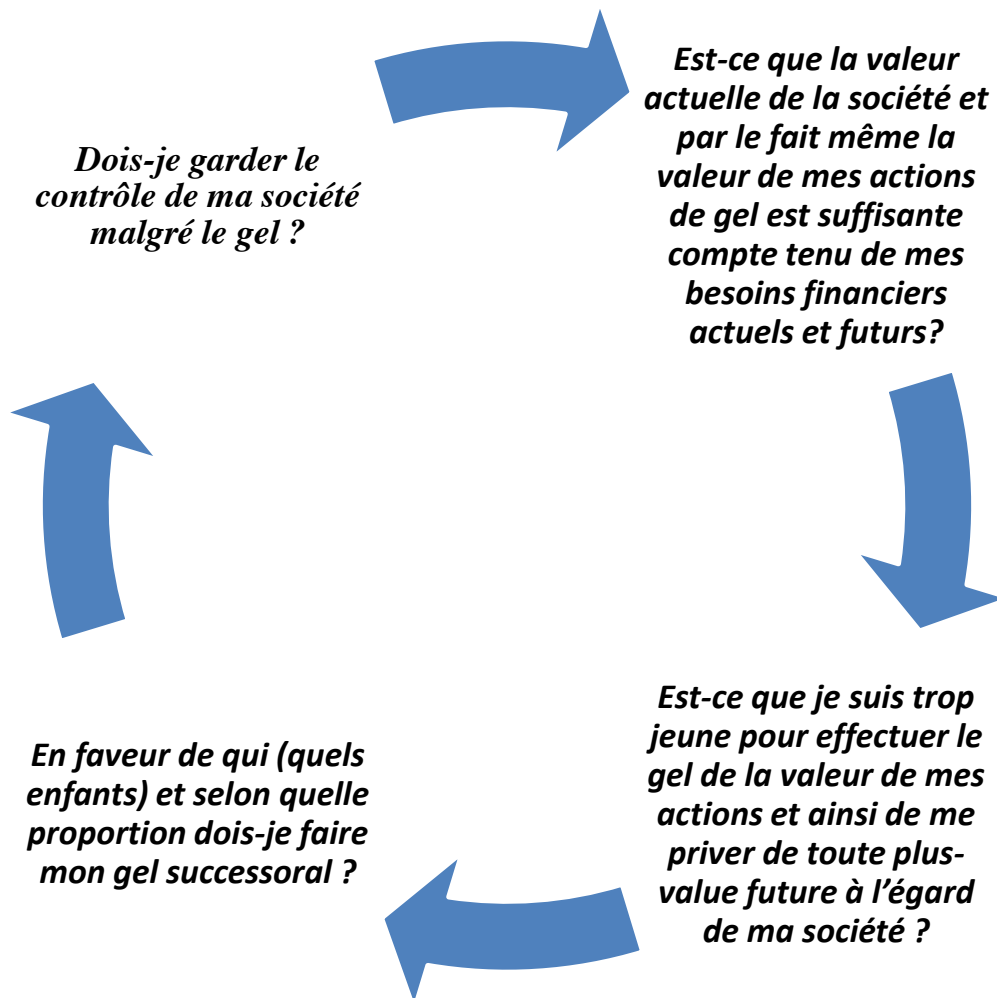 Dois-je garder le
contrôle de ma société
malgré le gel ?
Est-ce que la valeur
actuelle de la société et
par le fait même la
valeur de mes actions
de gel est suffisante
compte tenu de mes
besoins financiers
actuels et futurs?
Est-ce que je suis trop
jeune pour effectuer le
gel de la valeur de mes
actions et ainsi de me
priver de toute plus-
value future à l’égard
de ma société ?
En faveur de qui (quels
enfants) et selon quelle
proportion dois-je faire
mon gel successoral ?